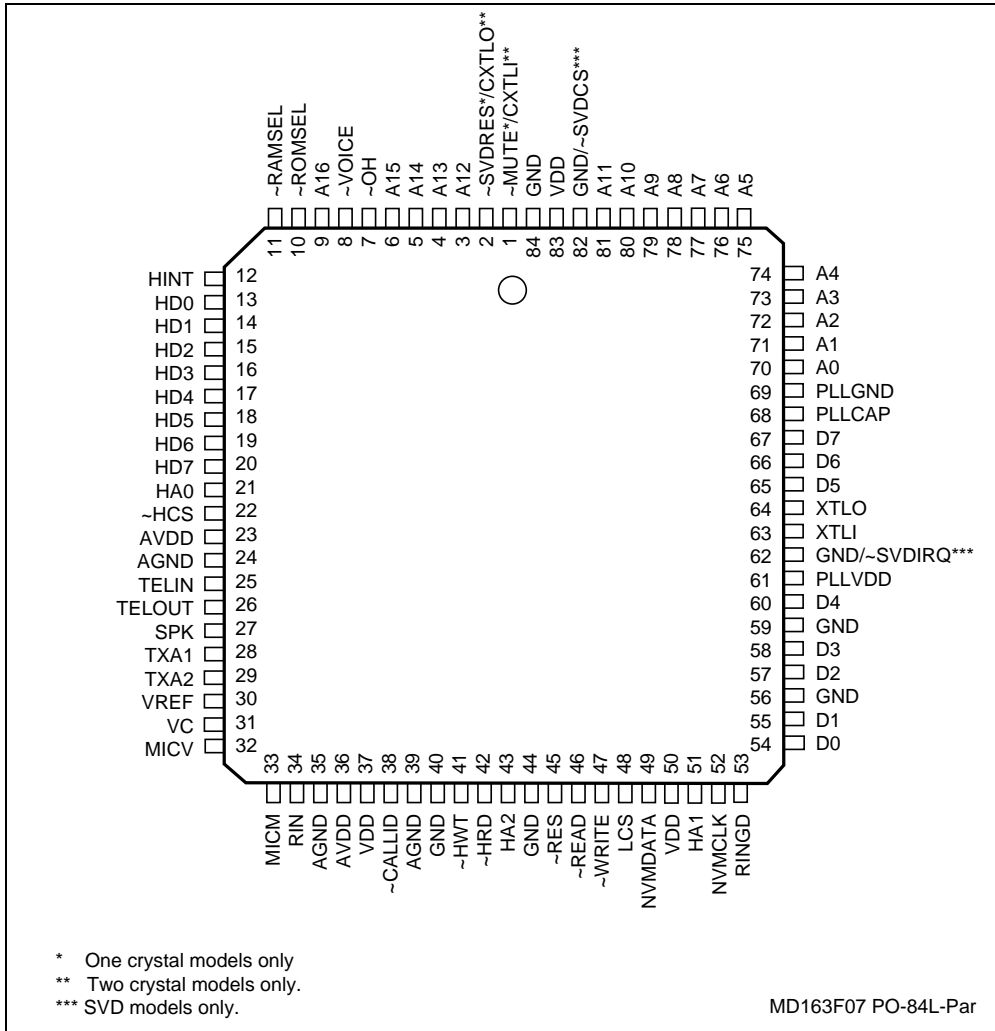 ~RAMSEL
~ROMSEL
A16
~VOICE
~OH
A15
A14
A13
A12
~SVDRES*/CXTLO**
~MUTE*/CXTLI**
GND
VDD
GND/~SVDCS***
A11
A10
A9
A8
A7
A6
A5
11
10
9
8
7
6
5
4
3
2
1
84
83
82
81
80
79
78
77
76
75
HINT 12
HD0 13
HD1 14
HD2 15
HD3 16
HD4 17
HD5 18
HD6 19
HD7 20
HA0 21
~HCS 22
AVDD 23
AGND 24
TELIN 25
TELOUT 26
SPK 27
TXA1 28
TXA2 29
VREF 30
VC 31
MICV 32
74 A4
73 A3
72 A2
71 A1
70 A0
69 PLLGND
68 PLLCAP
67 D7
66 D6
65 D5
64 XTLO
63 XTLI
62 GND/~SVDIRQ***
61 PLLVDD
60 D4
59 GND
58 D3
57 D2
56 GND
55 D1
54 D0
33
34
35
36
37
38
39
40
41
42
43
44
45
46
47
48
49
50
51
52
53
MICM
RIN
AGND
AVDD
VDD
~CALLID
AGND
GND
~HWT
~HRD
HA2
GND
~RES
~READ
~WRITE
LCS
NVMDATA
VDD
HA1
NVMCLK
RINGD
* One crystal models only
** Two crystal models only.
*** SVD models only.
MD163F07 PO-84L-Par